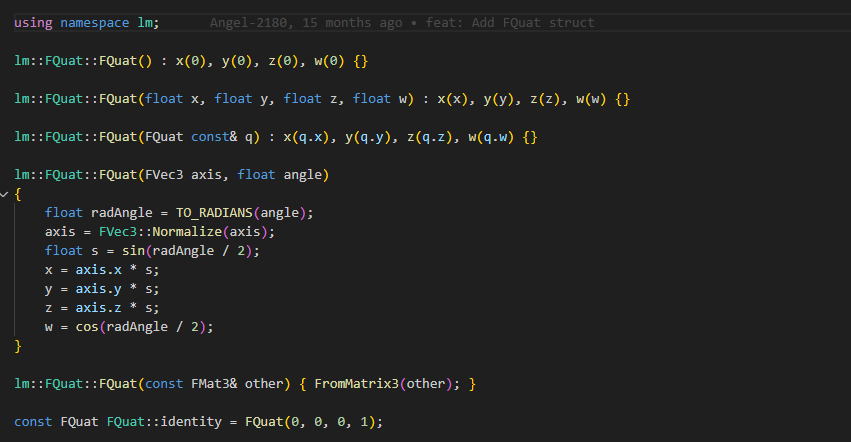 using namespace lm;    Angel-2180, 15 months ago • feat: Add FQuat struct
lm::FQuat::FQuat() : x(0), y(0), z(0), w(0) {}
lm::FQuat::FQuat(float x, float y, float z, float w) : x(x), y(y), z(z), w(w) {}
lm::FQuat::FQuat(FQuat const& q) : x(q.x), y(q.y), z(q.z), w(q.w) {}
lm::FQuat::FQuat(FVec3 axis, float angle)
{
    float radAngle = TO_RADIANS(angle);
    axis = FVec3::Normalize(axis);
    float s = sin(radAngle / 2);
    x = axis.x * s;
    y = axis.y * s;
    z = axis.z * s;
    w = cos(radAngle / 2);
}
lm::FQuat::FQuat(const FMat3& other) { FromMatrix3(other); }
const FQuat FQuat::identity = FQuat(0, 0, 0, 1);